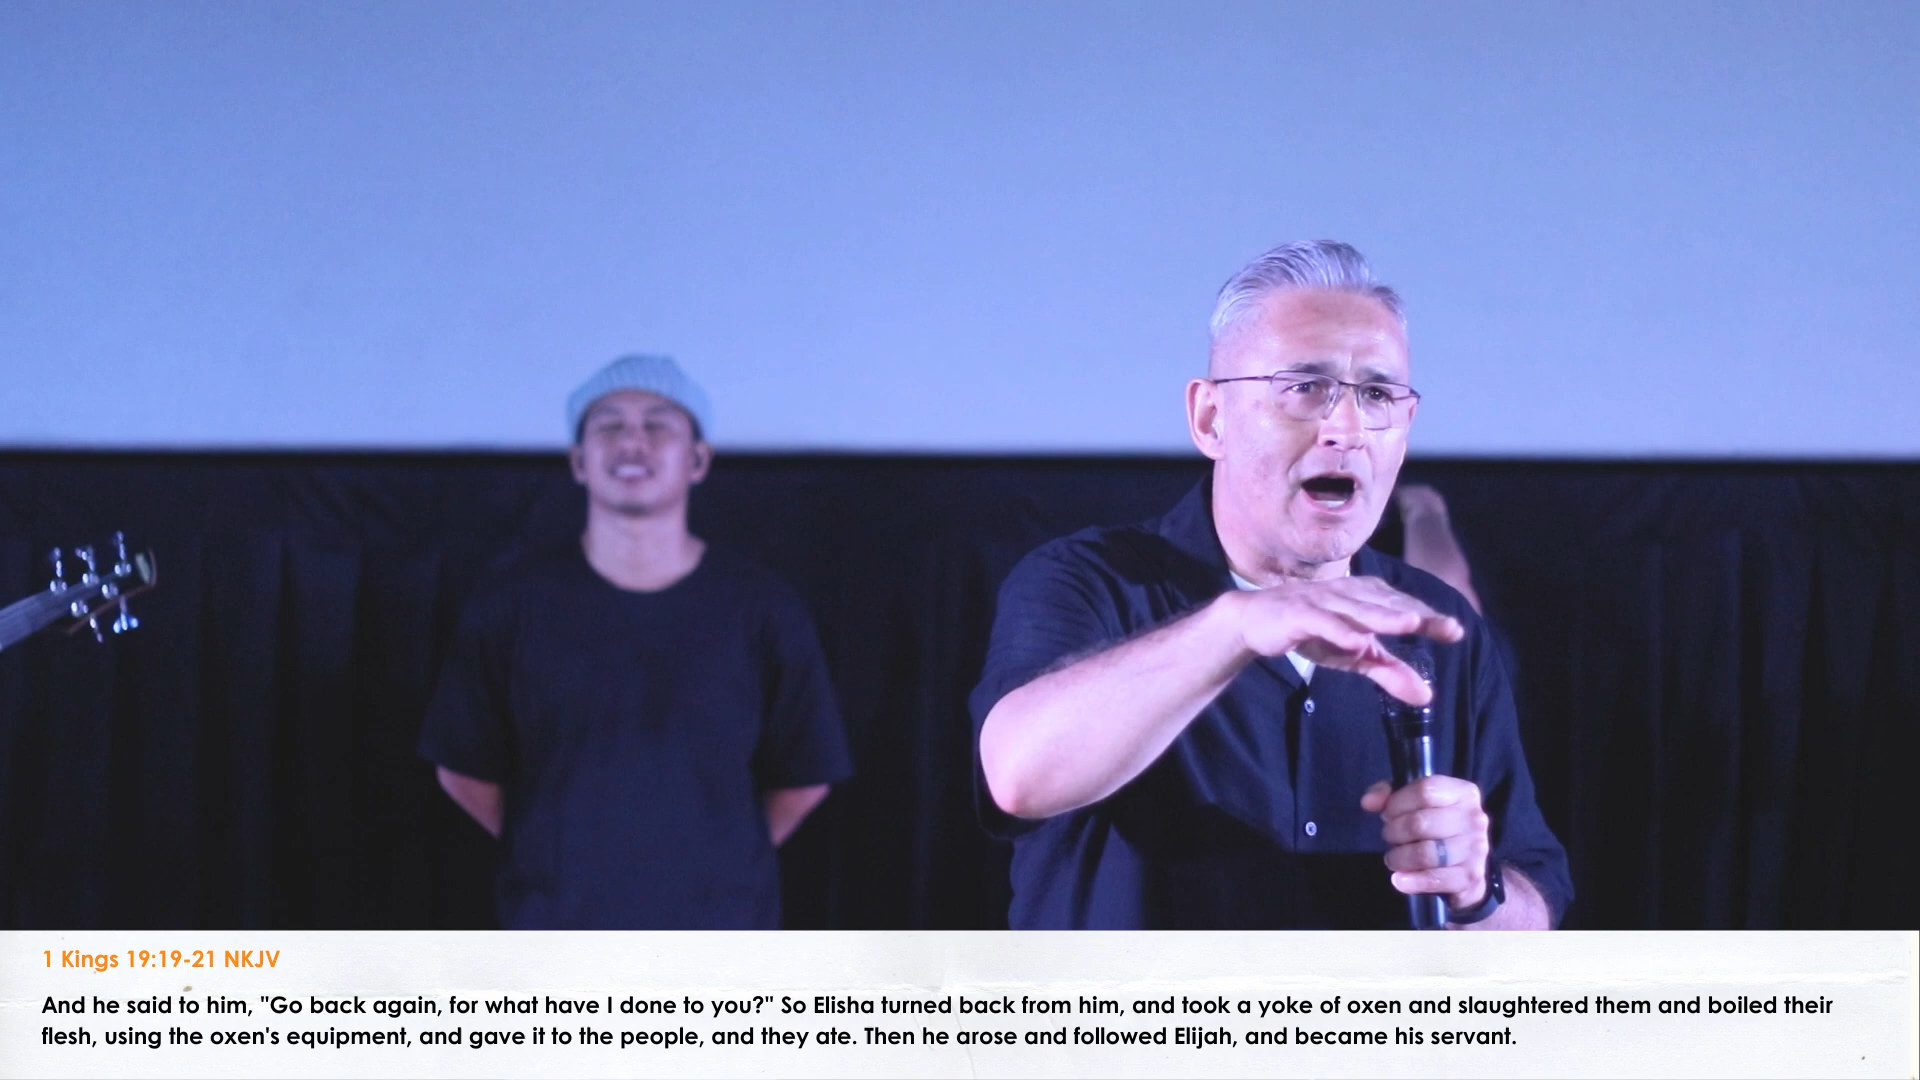 1 Kings 19:19-21 NKJV
And he said to him, "Go back again, for what have I done to you?" So Elisha turned back from him, and took a yoke of oxen and slaughtered them and boiled their
flesh, using the oxen's equipment, and gave it to the people, and they ate. Then he arose and followed Elijah, and became his servant.